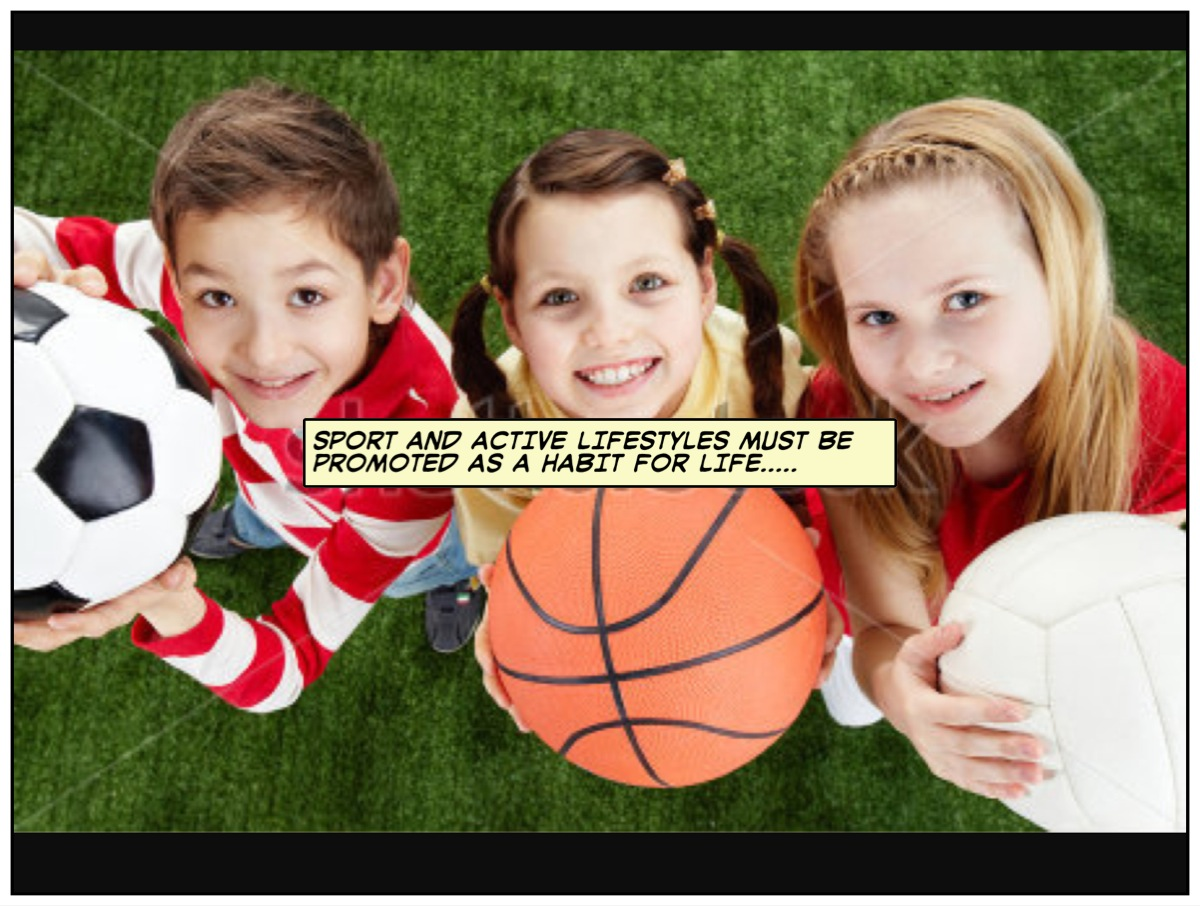 SPORT AND ACTIVE LIFESTYLES MUST BE
PROMOTED AS A HABIT FOR LIFE.....